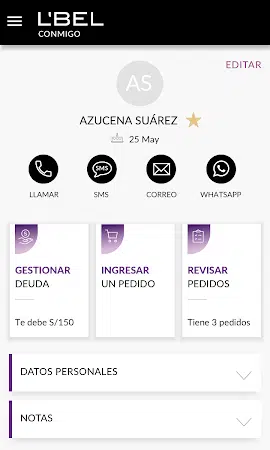 L'BEL
CONMIGO
EDITAR
AS
AZUCENA SUÁREZ
25 May
SMS
LLAMAR
SMS
CORREO
WHATSAPP
GESTIONAR
DEUDA
Te debe S/150
INGRESAR
UN PEDIDO
REVISAR
PEDIDOS
Tiene 3 pedidos
DATOS PERSONALES
NOTAS